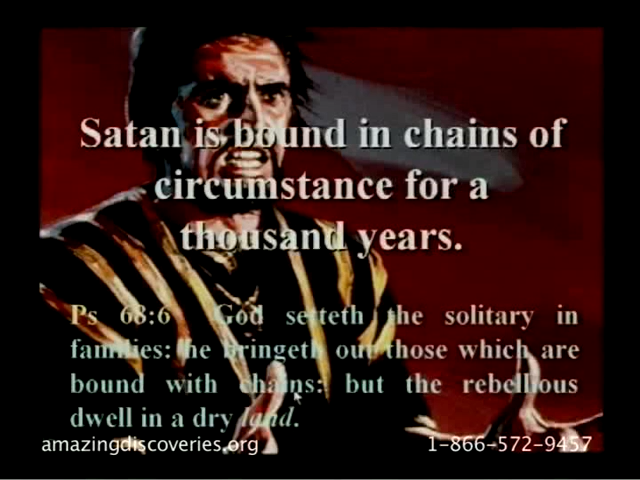 Satan is bound in chains of
circumstance for a
thousand years.
Ps 68:6 God setteth the solitary in
families: he bringeth out those which are
bound with chains: but the rebellious
dwell in a dry land.
amazingdiscoveries.org 1-866-572-9457